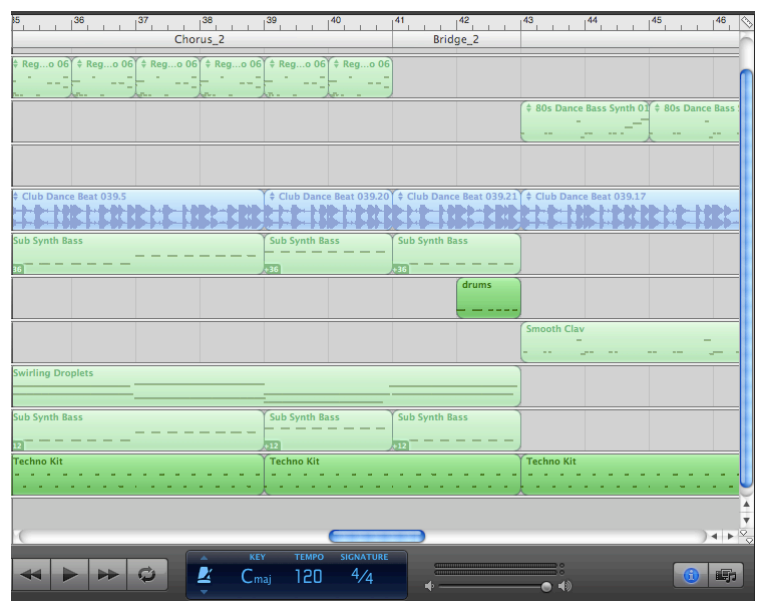 35 36 37 38 39 40 41 42 43 44 45 46
Chorus_2 Bridge_2
Reg...o 06 Reg...o 06 Reg...o 06 Reg...o 06 Reg...o 06 Reg...o 06
80s Dance Bass Synth 01 80s Dance Bass
Club Dance Beat 039.5 Club Dance Beat 039.20 Club Dance Beat 039.21 Club Dance Beat 039.17
Sub Synth Bass Sub Synth Bass Sub Synth Bass
36 +36 +36
drums
Smooth Clav
Swirling Droplets
Sub Synth Bass Sub Synth Bass Sub Synth Bass
12 +12 +12
Techno Kit Techno Kit Techno Kit
KEY TEMPO SIGNATURE
Cmaj 120 4/4